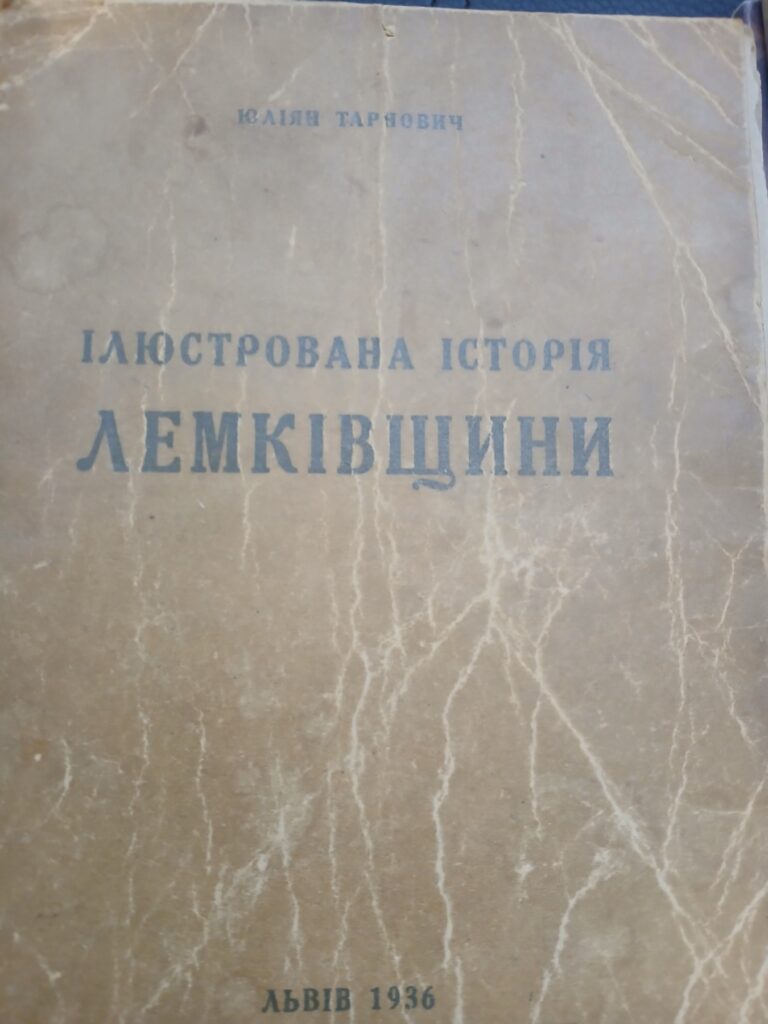 ЮЛІЯН ТАРНОВИЧ
ІЛЮСТРОВАНА ІСТОРІЯ
ЛЕМКІВЩИНИ
ЛЬВІВ 1936